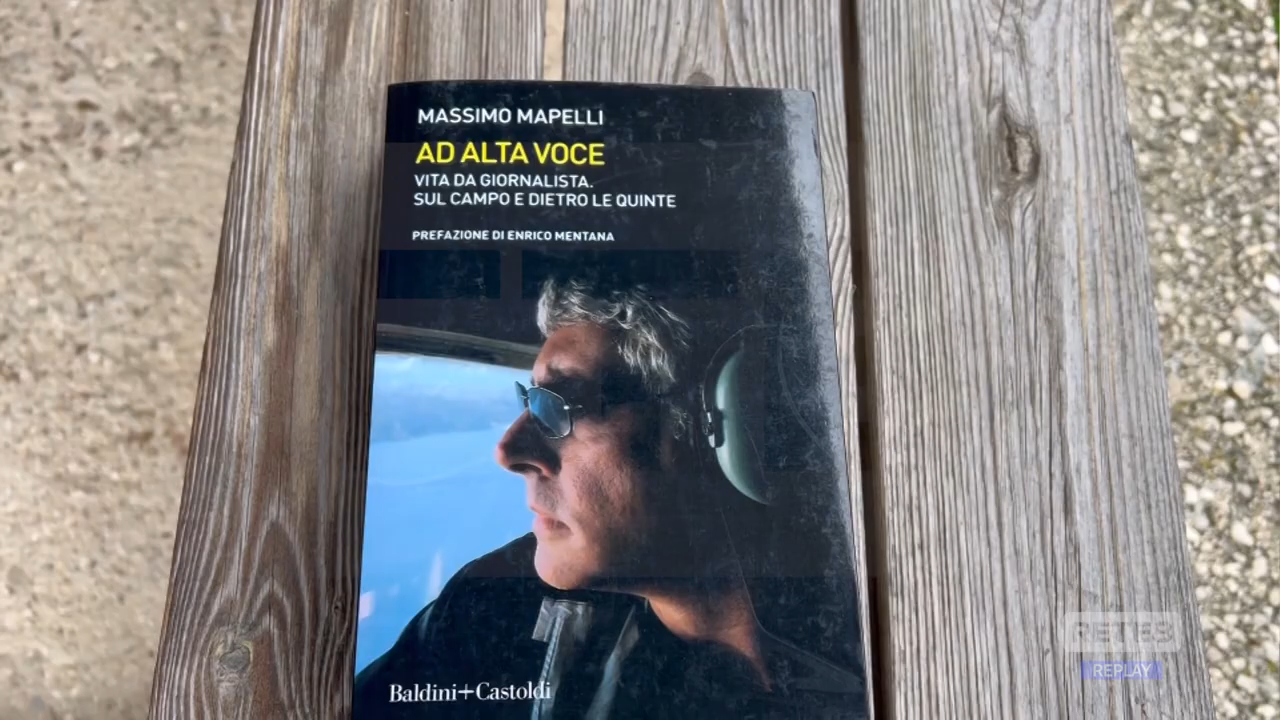 MASSIMO MAPELLI
AD ALTA VOCE
VITA DA GIORNALISTA.
SUL CAMPO E DIETRO LE QUINTE
PREFAZIONE DI ENRICO MENTANA
Baldini+Castoldi
RETE8
REPLAY